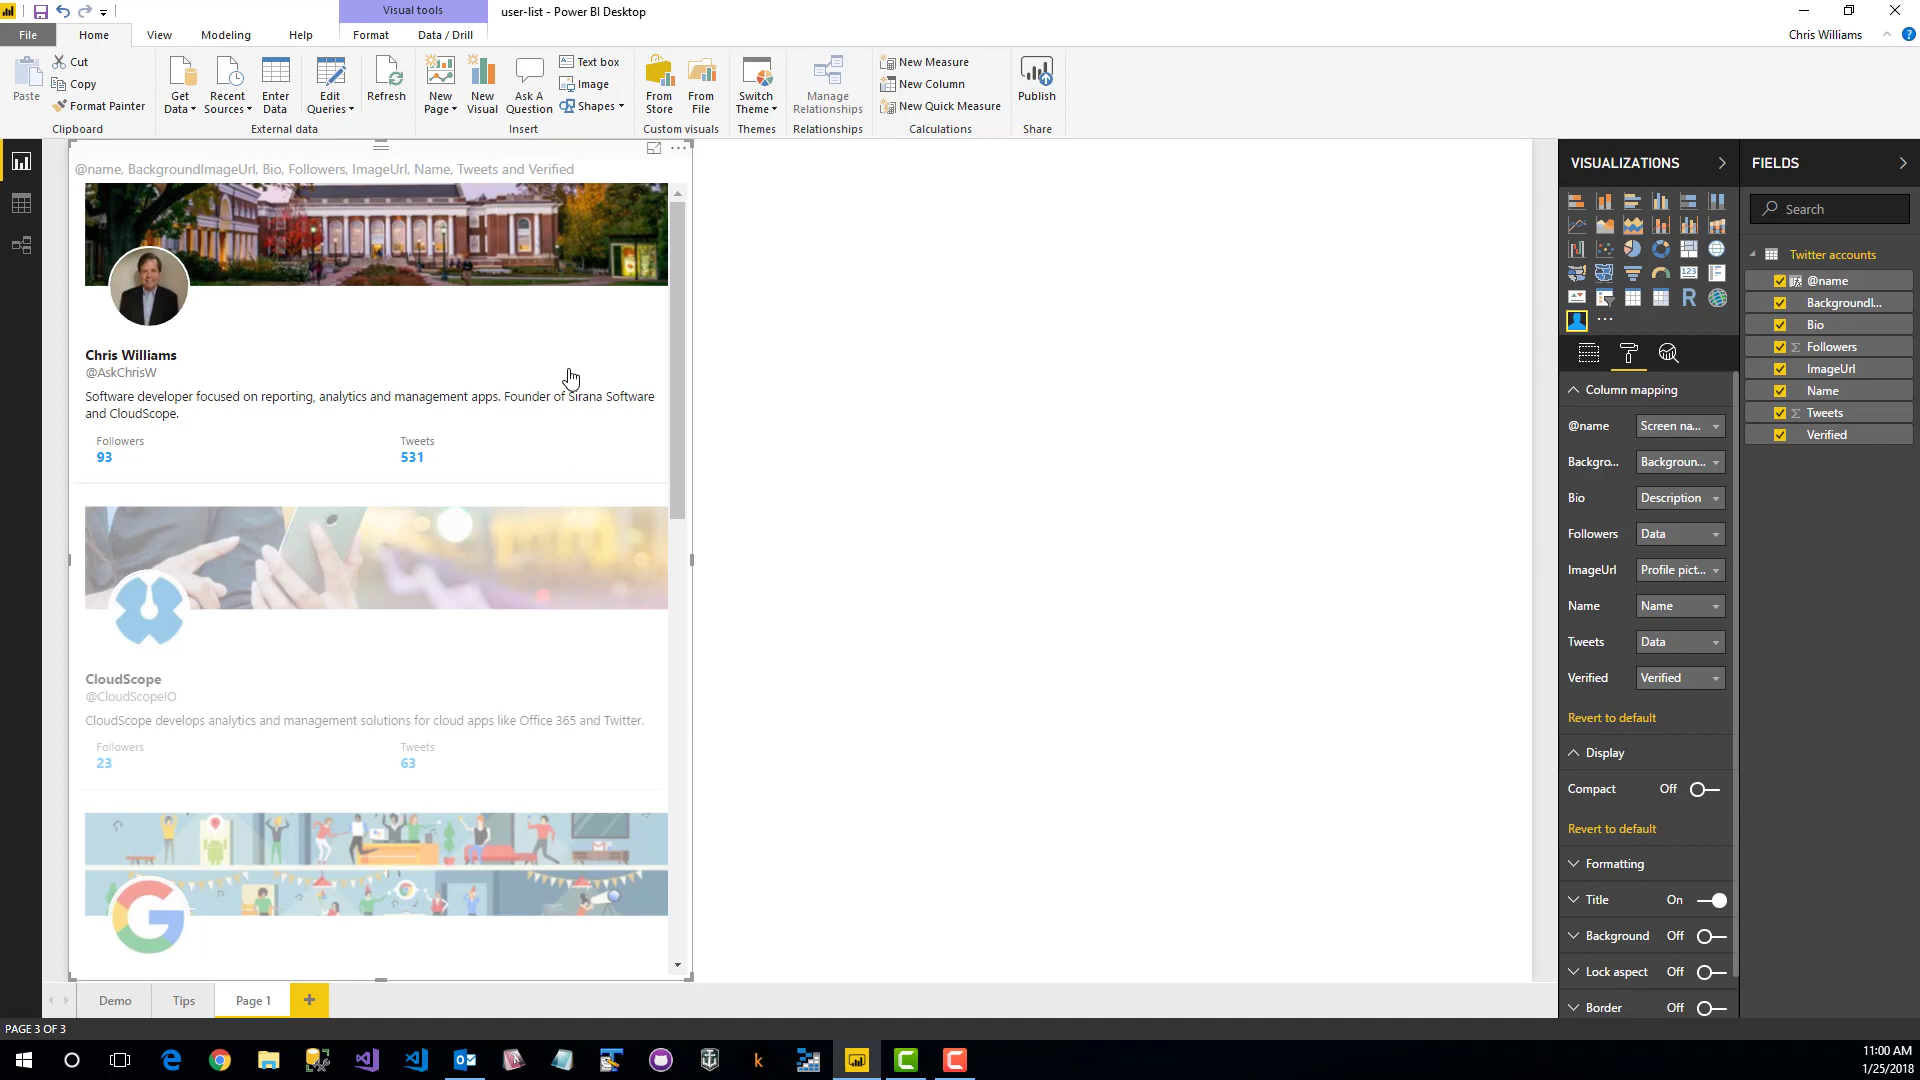 Visual tools
user-list - Power BI Desktop
File
Home
View
Modeling
Help
Format
Data / Drill
Chris Williams
Paste
Cut
Copy
Format Painter
Clipboard
Get Data
Recent Sources
Enter Data
Edit Queries
Refresh
External data
New Page
New Visual
Ask A Question
Text box
Image
Shapes
Insert
From Store
From File
Custom visuals
Switch Theme
Themes
Manage Relationships
Relationships
New Measure
New Column
New Quick Measure
Calculations
Publish
Share
@name, BackgroundImageUrl, Bio, Followers, ImageUrl, Name, Tweets and Verified
Chris Williams
@AskChrisW
Software developer focused on reporting, analytics and management apps. Founder of Sirana Software
and CloudScope.
Followers Tweets
93 531
CloudScope
@CloudScopeIO
CloudScope develops analytics and management solutions for cloud apps like Office 365 and Twitter.
Followers Tweets
23 63
VISUALIZATIONS
123
R
Column mapping
@name Screen na...
Backgro... Backgroun...
Bio Description
Followers Data
ImageUrl Profile pict...
Name Name
Tweets Data
Verified Verified
Revert to default
Display
Compact Off
Revert to default
Formatting
Title On
Background Off
Lock aspect Off
Border Off
FIELDS
Search
Twitter accounts
@name
BackgroundI...
Bio
Followers
ImageUrl
Name
Tweets
Verified
Demo
Tips
Page 1
PAGE 3 OF 3
11:00 AM
1/25/2018